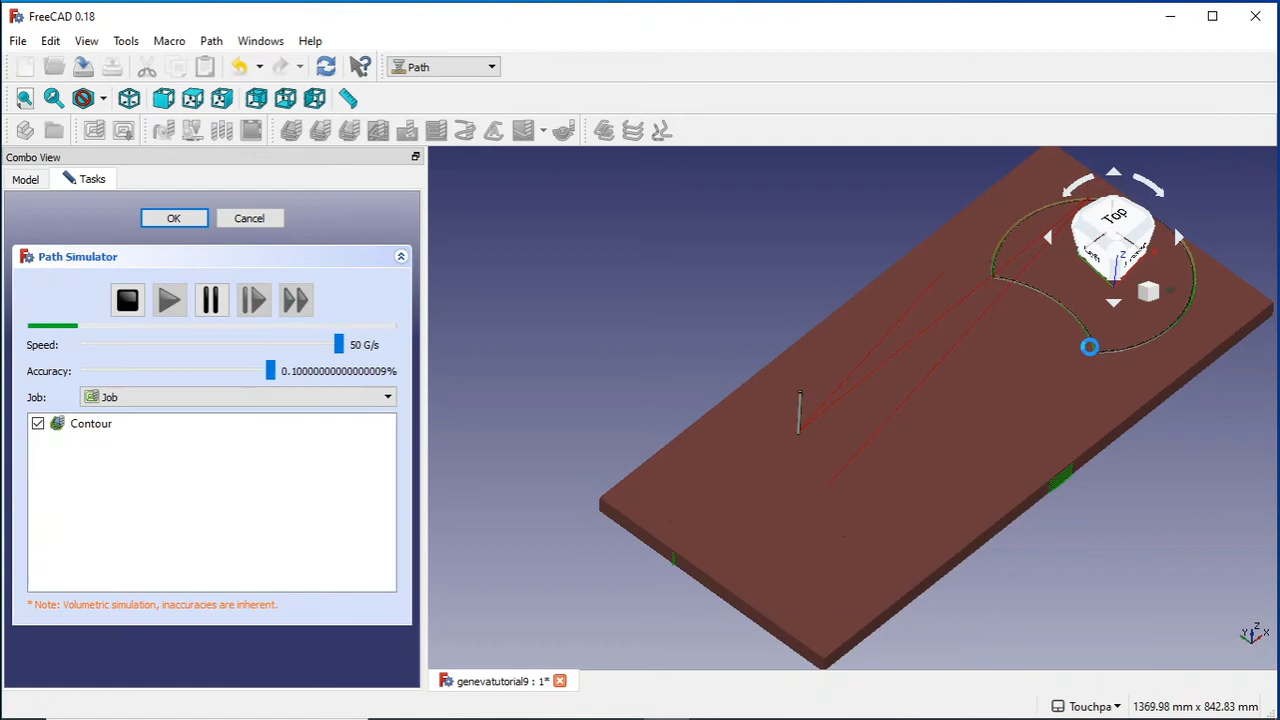 FreeCAD 0.18
File Edit View Tools Macro Path Windows Help
Path
Combo View
Model Tasks
OK Cancel
Path Simulator
Speed: 50 G/s
Accuracy: 0.10000000000000009%
Job: Job
Contour
* Note: Volumetric simulation, inaccuracies are inherent.
Top
Z
Z
Y X
genevatutorial9 : 1*
Touchpa 1369.98 mm x 842.83 mm